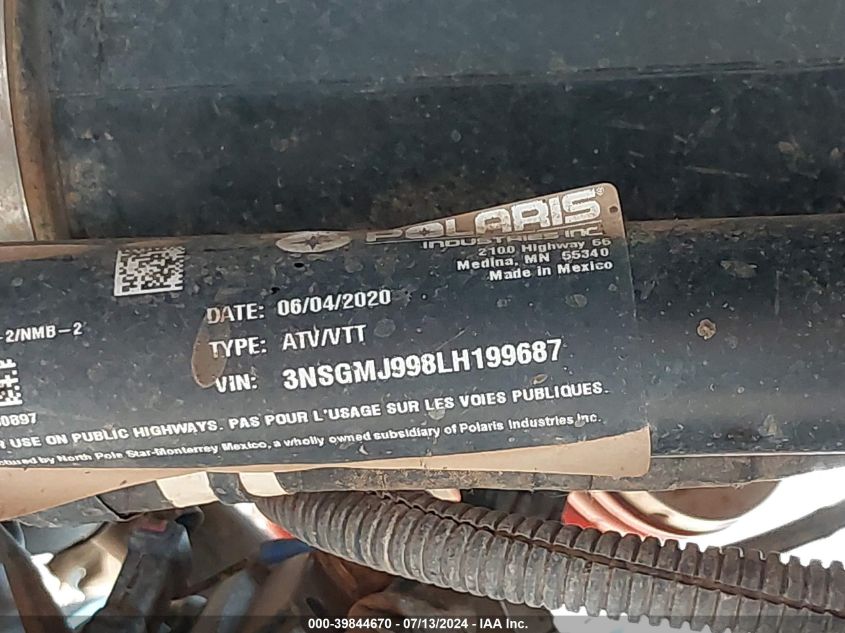 POLARIS®
INDUSTRIES INC.
2100 Highway 55
Medina, MN 55340
Made in Mexico
DATE: 06/04/2020
-2/NMB-2
TYPE: ATV/VTT
VIN: 3NSGMJ998LH199687
0897
R USE ON PUBLIC HIGHWAYS. PAS POUR L'USAGE SUR LES VOIES PUBLIQUES.
by North Pole Star-Monterrey Mexico, a wholly owned subsidiary of Polaris Industries Inc.
000-39844670 - 07/13/2024 - IAA Inc.